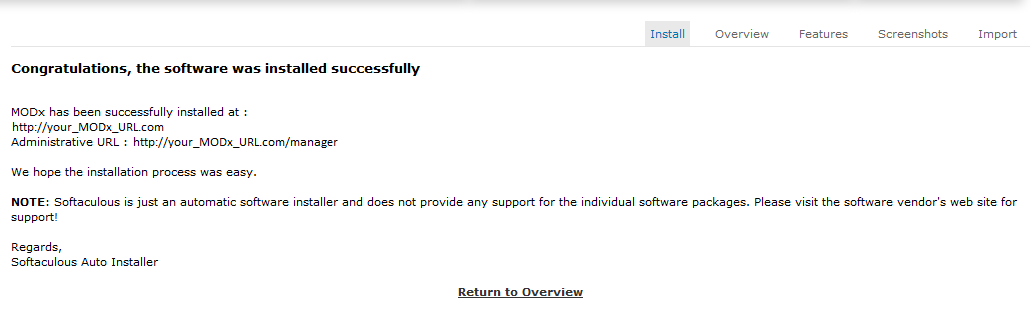 Install Overview Features Screenshots Import
Congratulations, the software was installed successfully
MODx has been successfully installed at :
http://your_MODx_URL.com
Administrative URL : http://your_MODx_URL.com/manager
We hope the installation process was easy.
NOTE: Softaculous is just an automatic software installer and does not provide any support for the individual software packages. Please visit the software vendor's web site for
support!
Regards,
Softaculous Auto Installer
Return to Overview